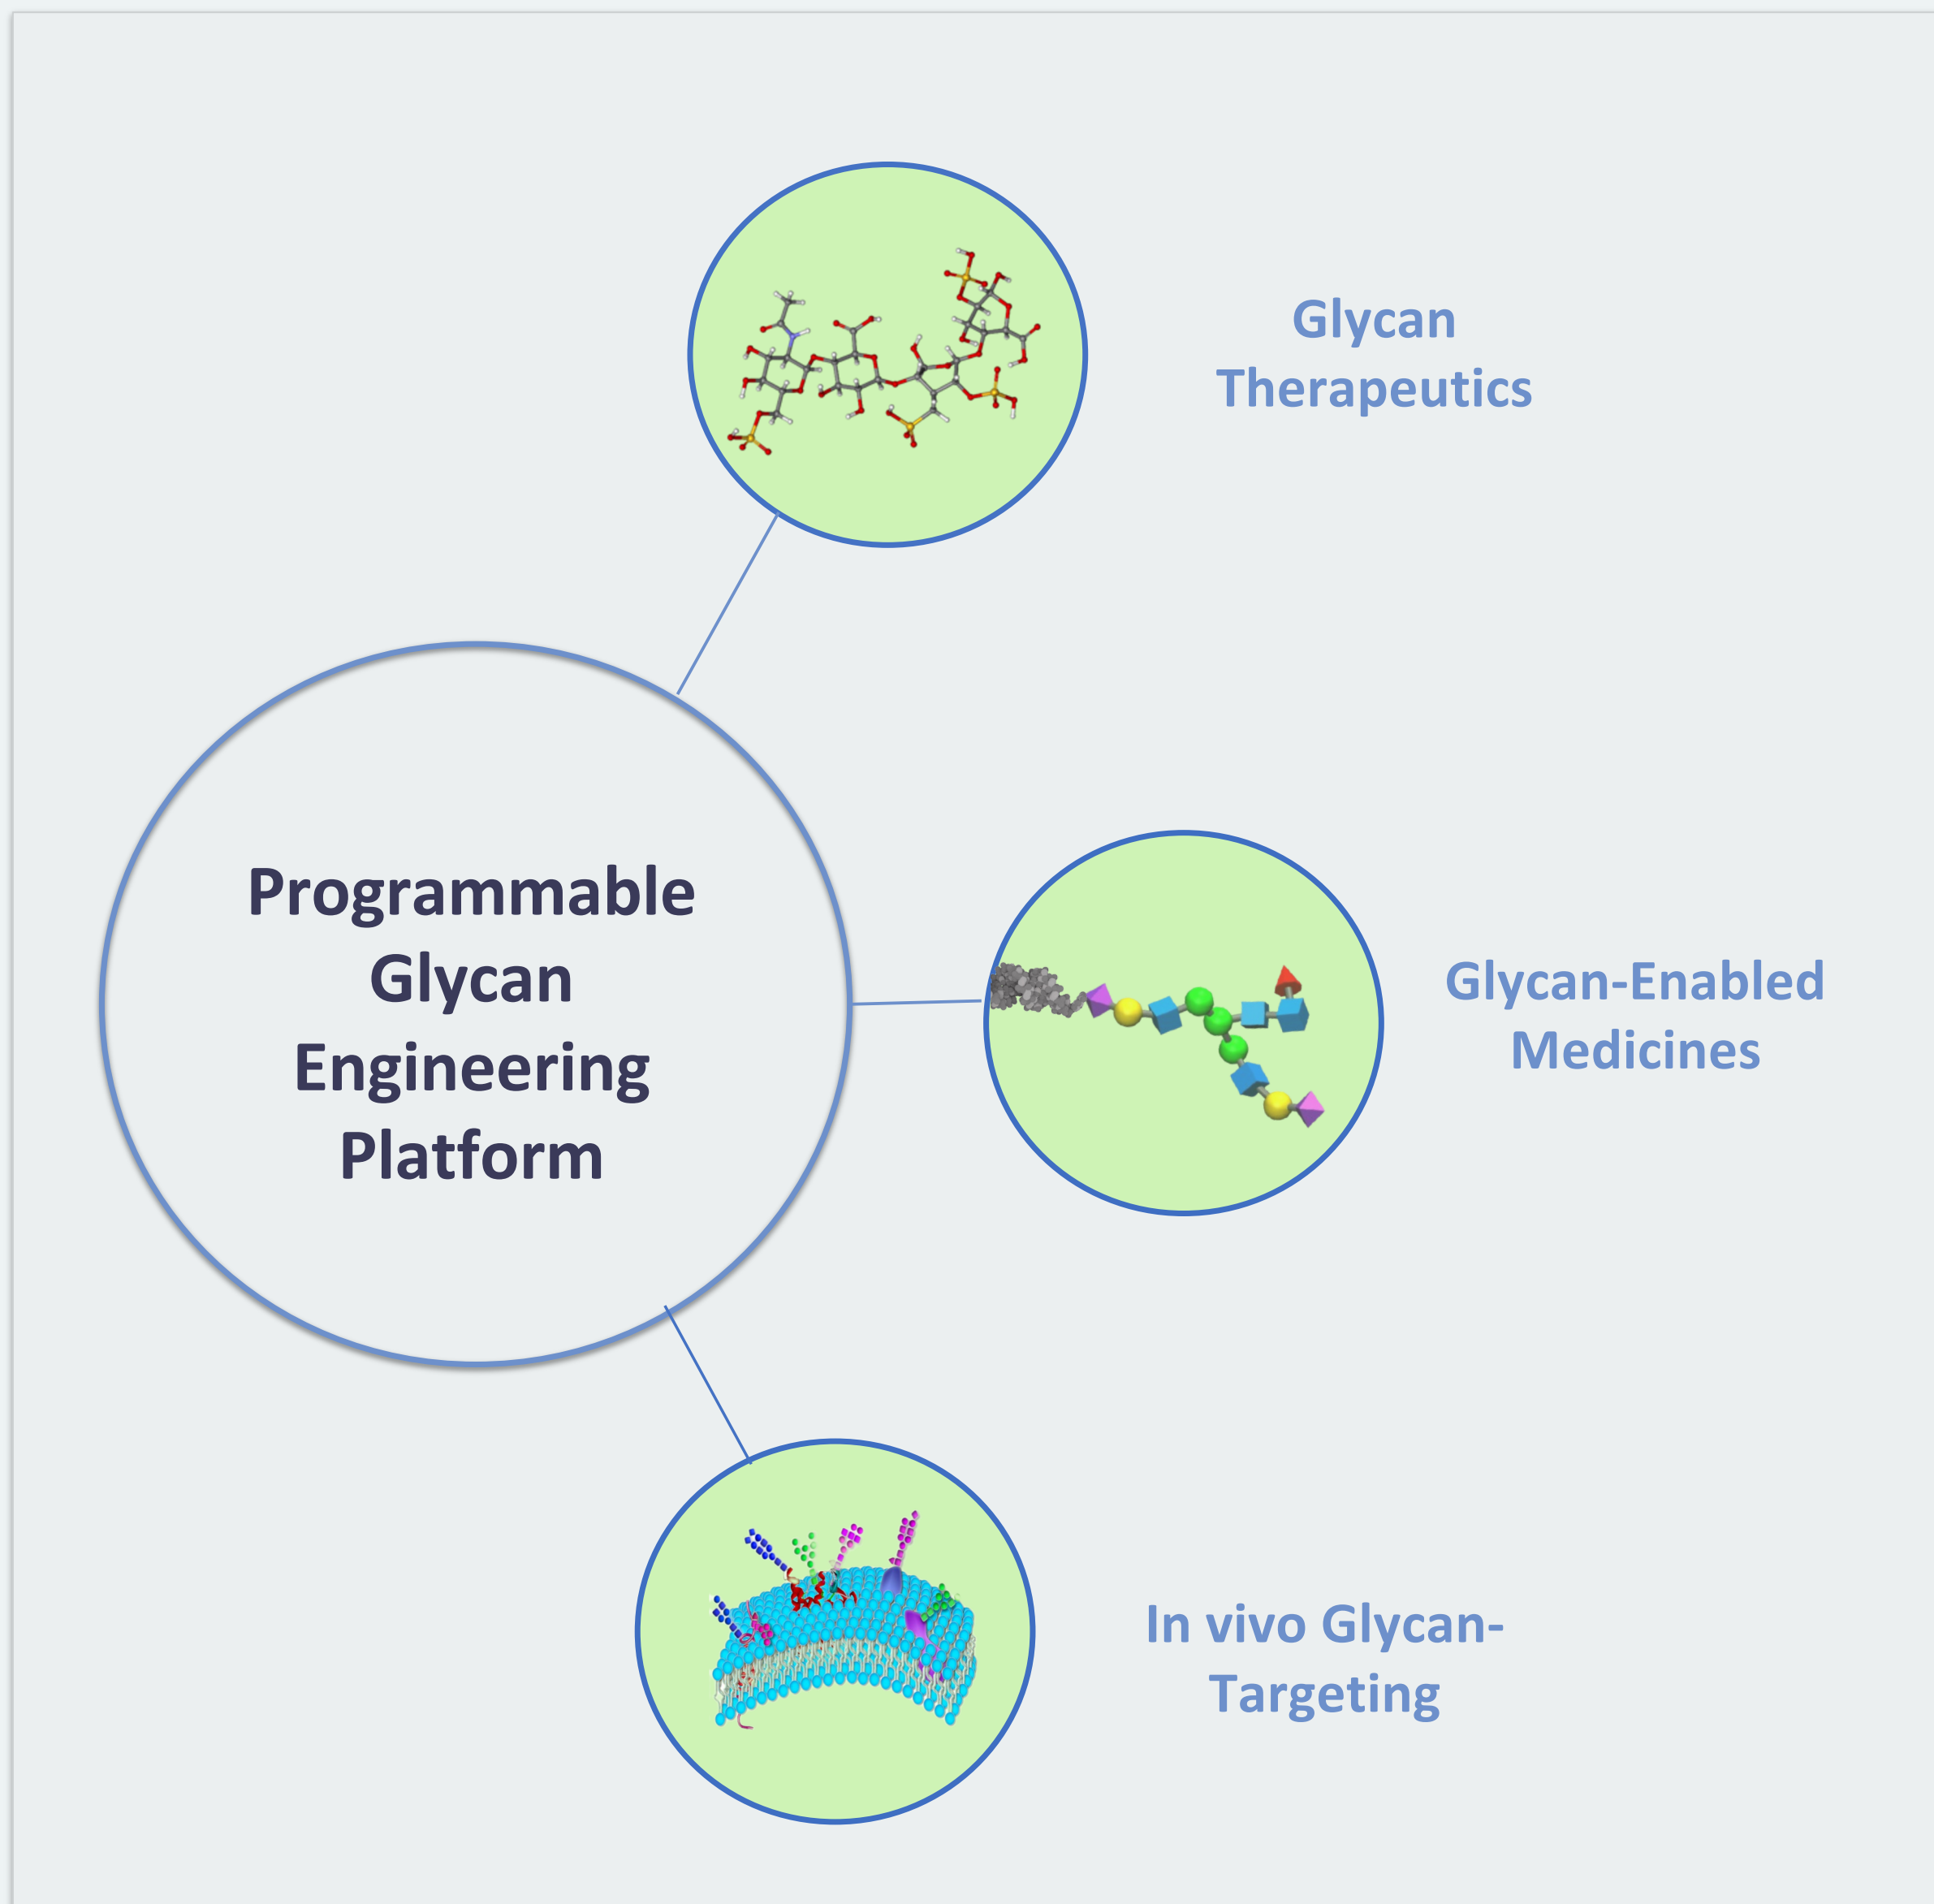 Glycan
Therapeutics
Programmable
Glycan
Engineering
Platform
Glycan-Enabled
Medicines
In vivo Glycan-
Targeting